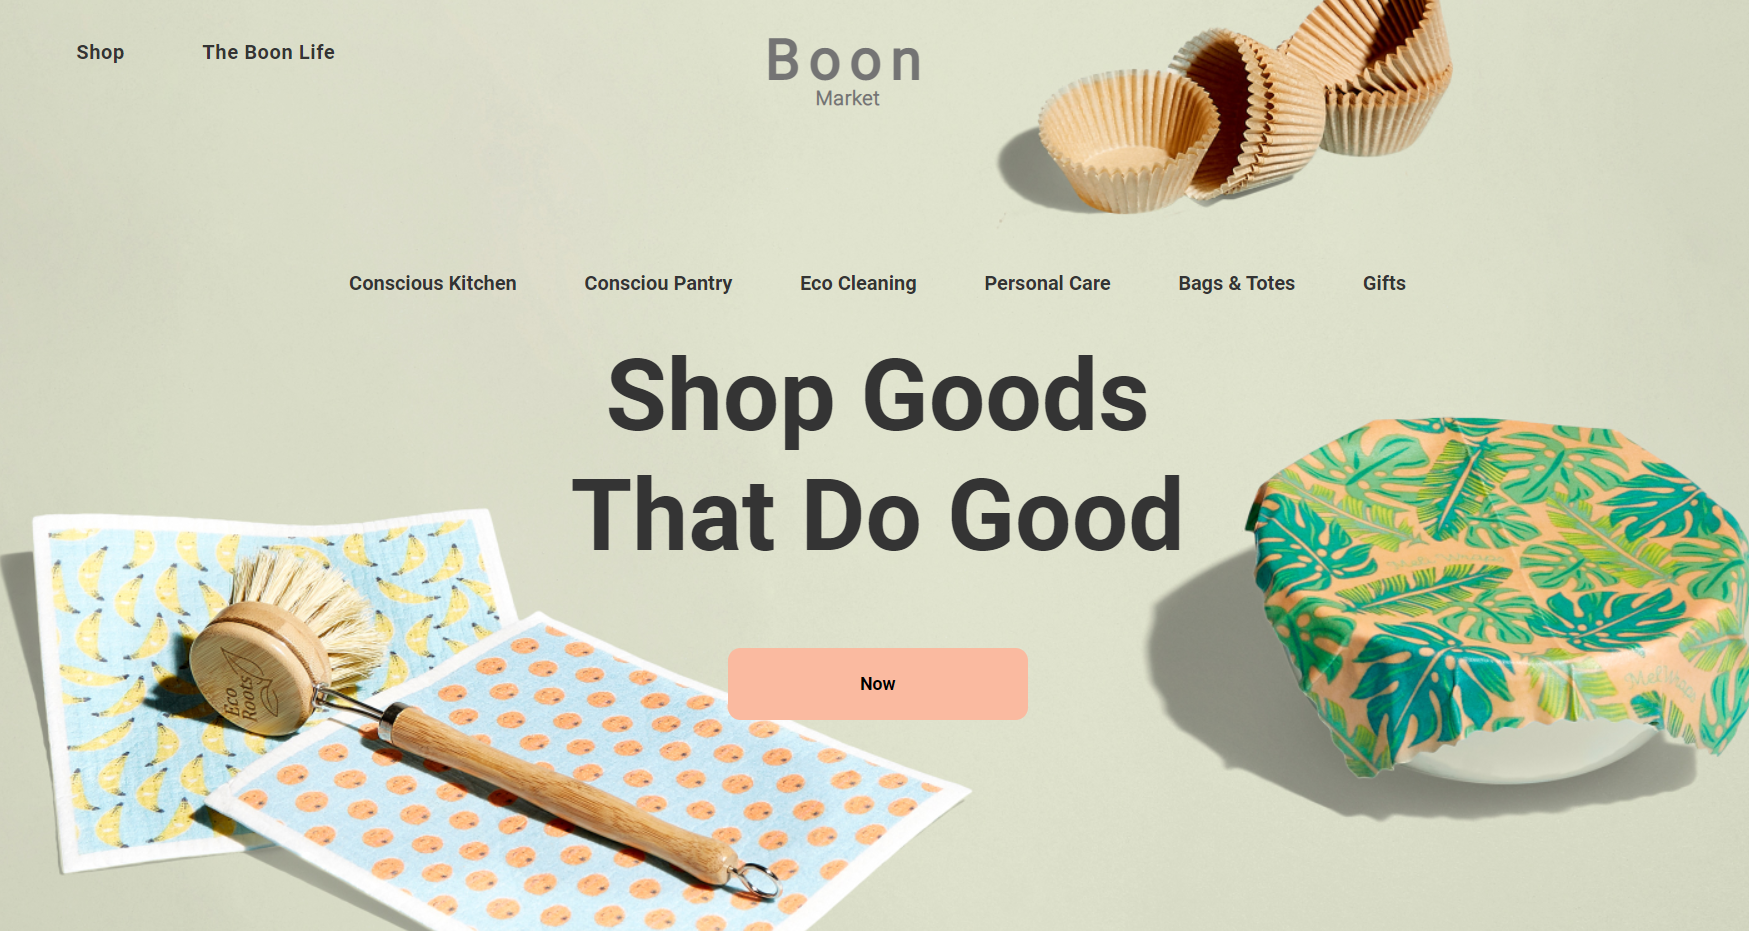 Shop
The Boon Life
Boon
Market
Conscious Kitchen
Consciou Pantry
Eco Cleaning
Personal Care
Bags & Totes
Gifts
Shop Goods
That Do Good
Now
Eco
Roots